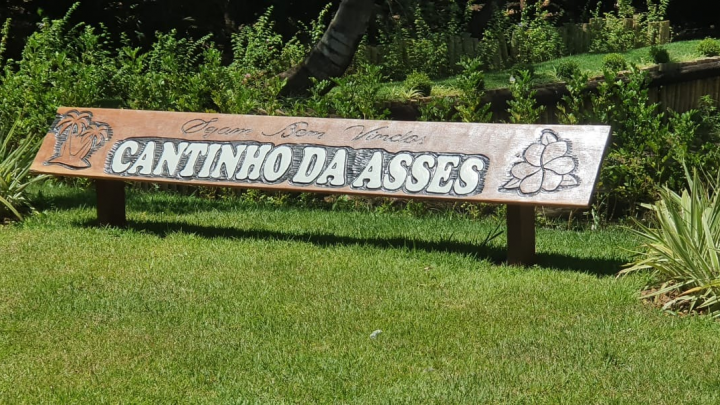 Sejam Bem Vindos
CANTINHO DA ASSES